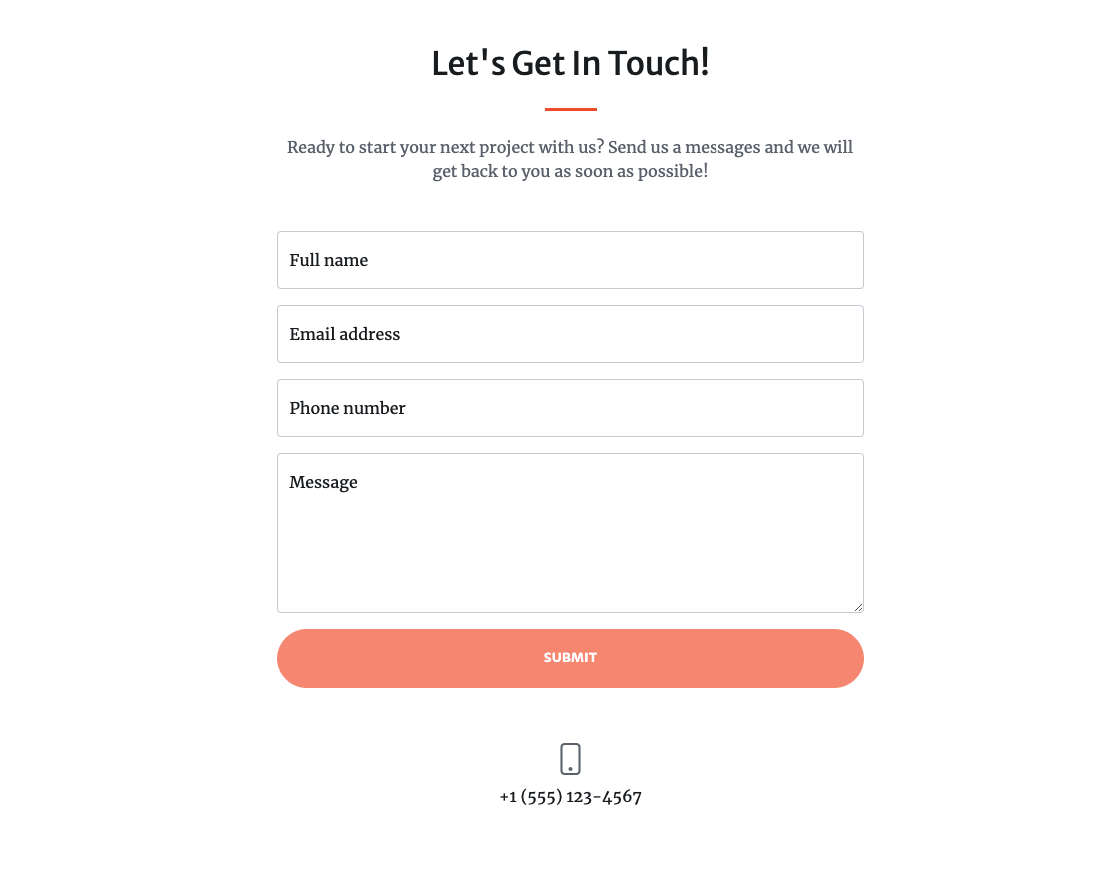 Let's Get In Touch!
Ready to start your next project with us? Send us a messages and we will
get back to you as soon as possible!
Full name
Email address
Phone number
Message
SUBMIT
+1 (555) 123-4567